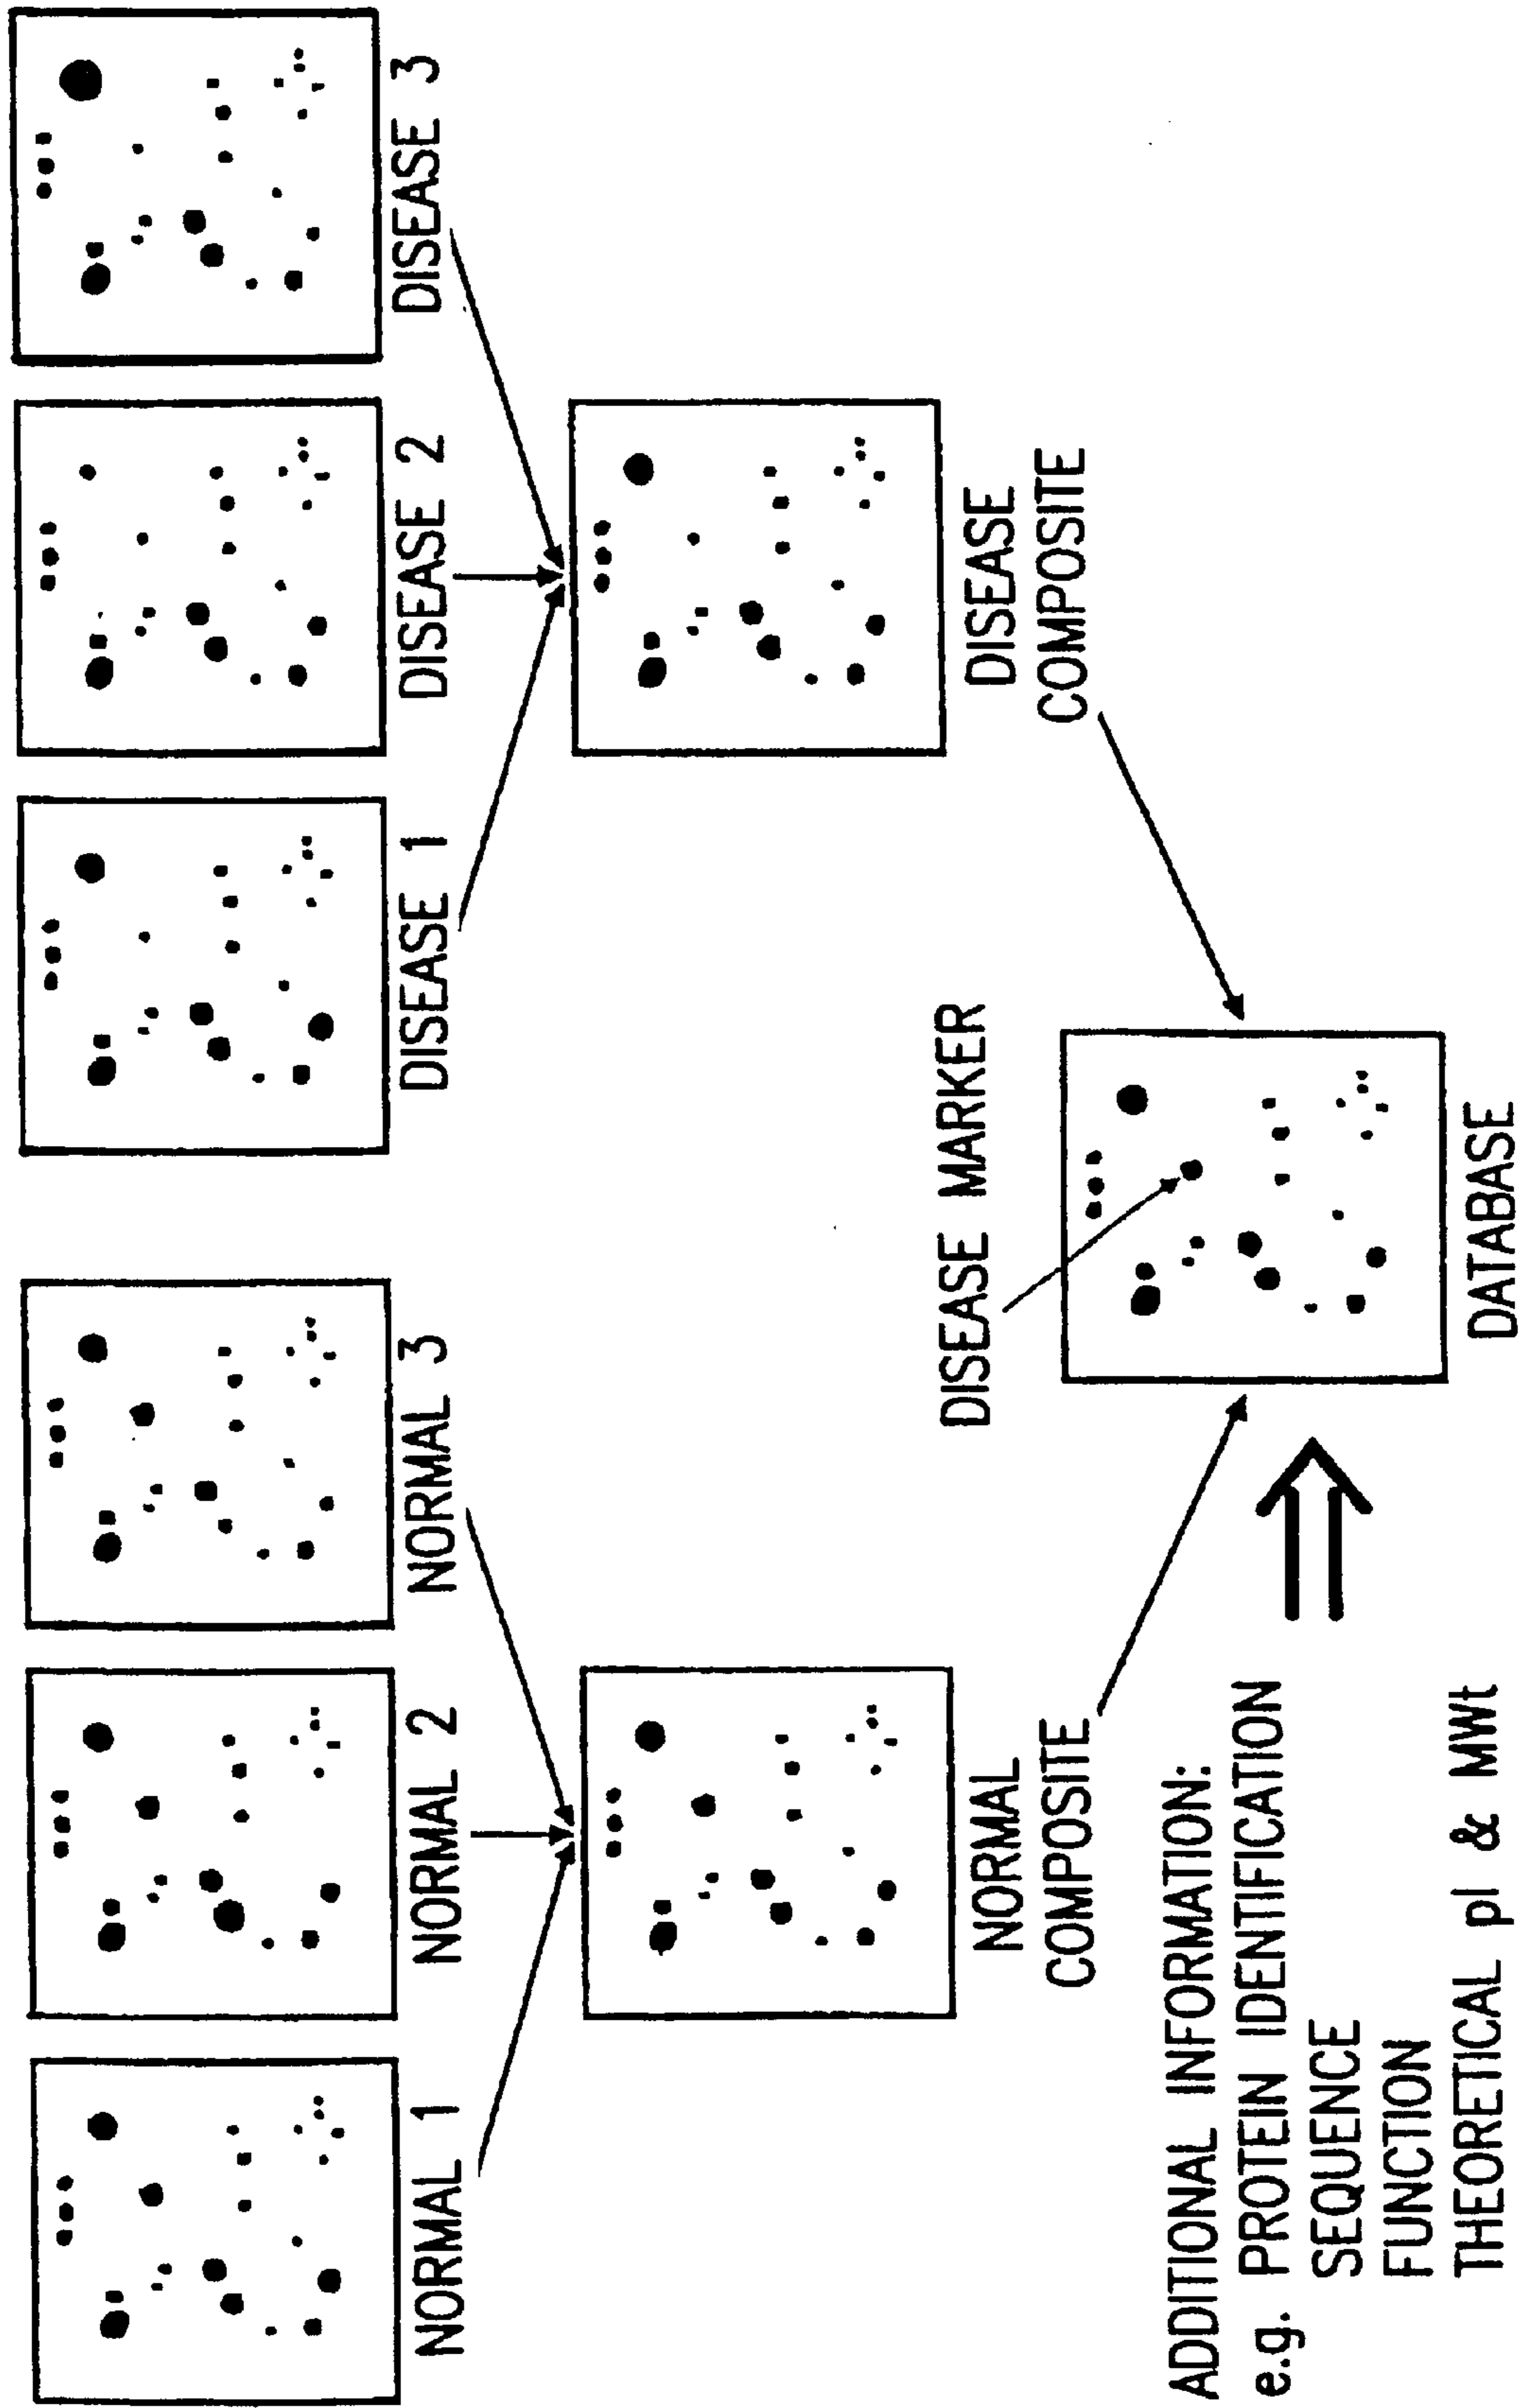 NORMAL 1
NORMAL 2
NORMAL 3
DISEASE 1
DISEASE 2
DISEASE 3
NORMAL
COMPOSITE
DISEASE
COMPOSITE
DISEASE MARKER
ADDITIONAL INFORMATION:
e.g. PROTEIN IDENTIFICATION
SEQUENCE
FUNCTION
THEORETICAL pI & MWt
DATABASE